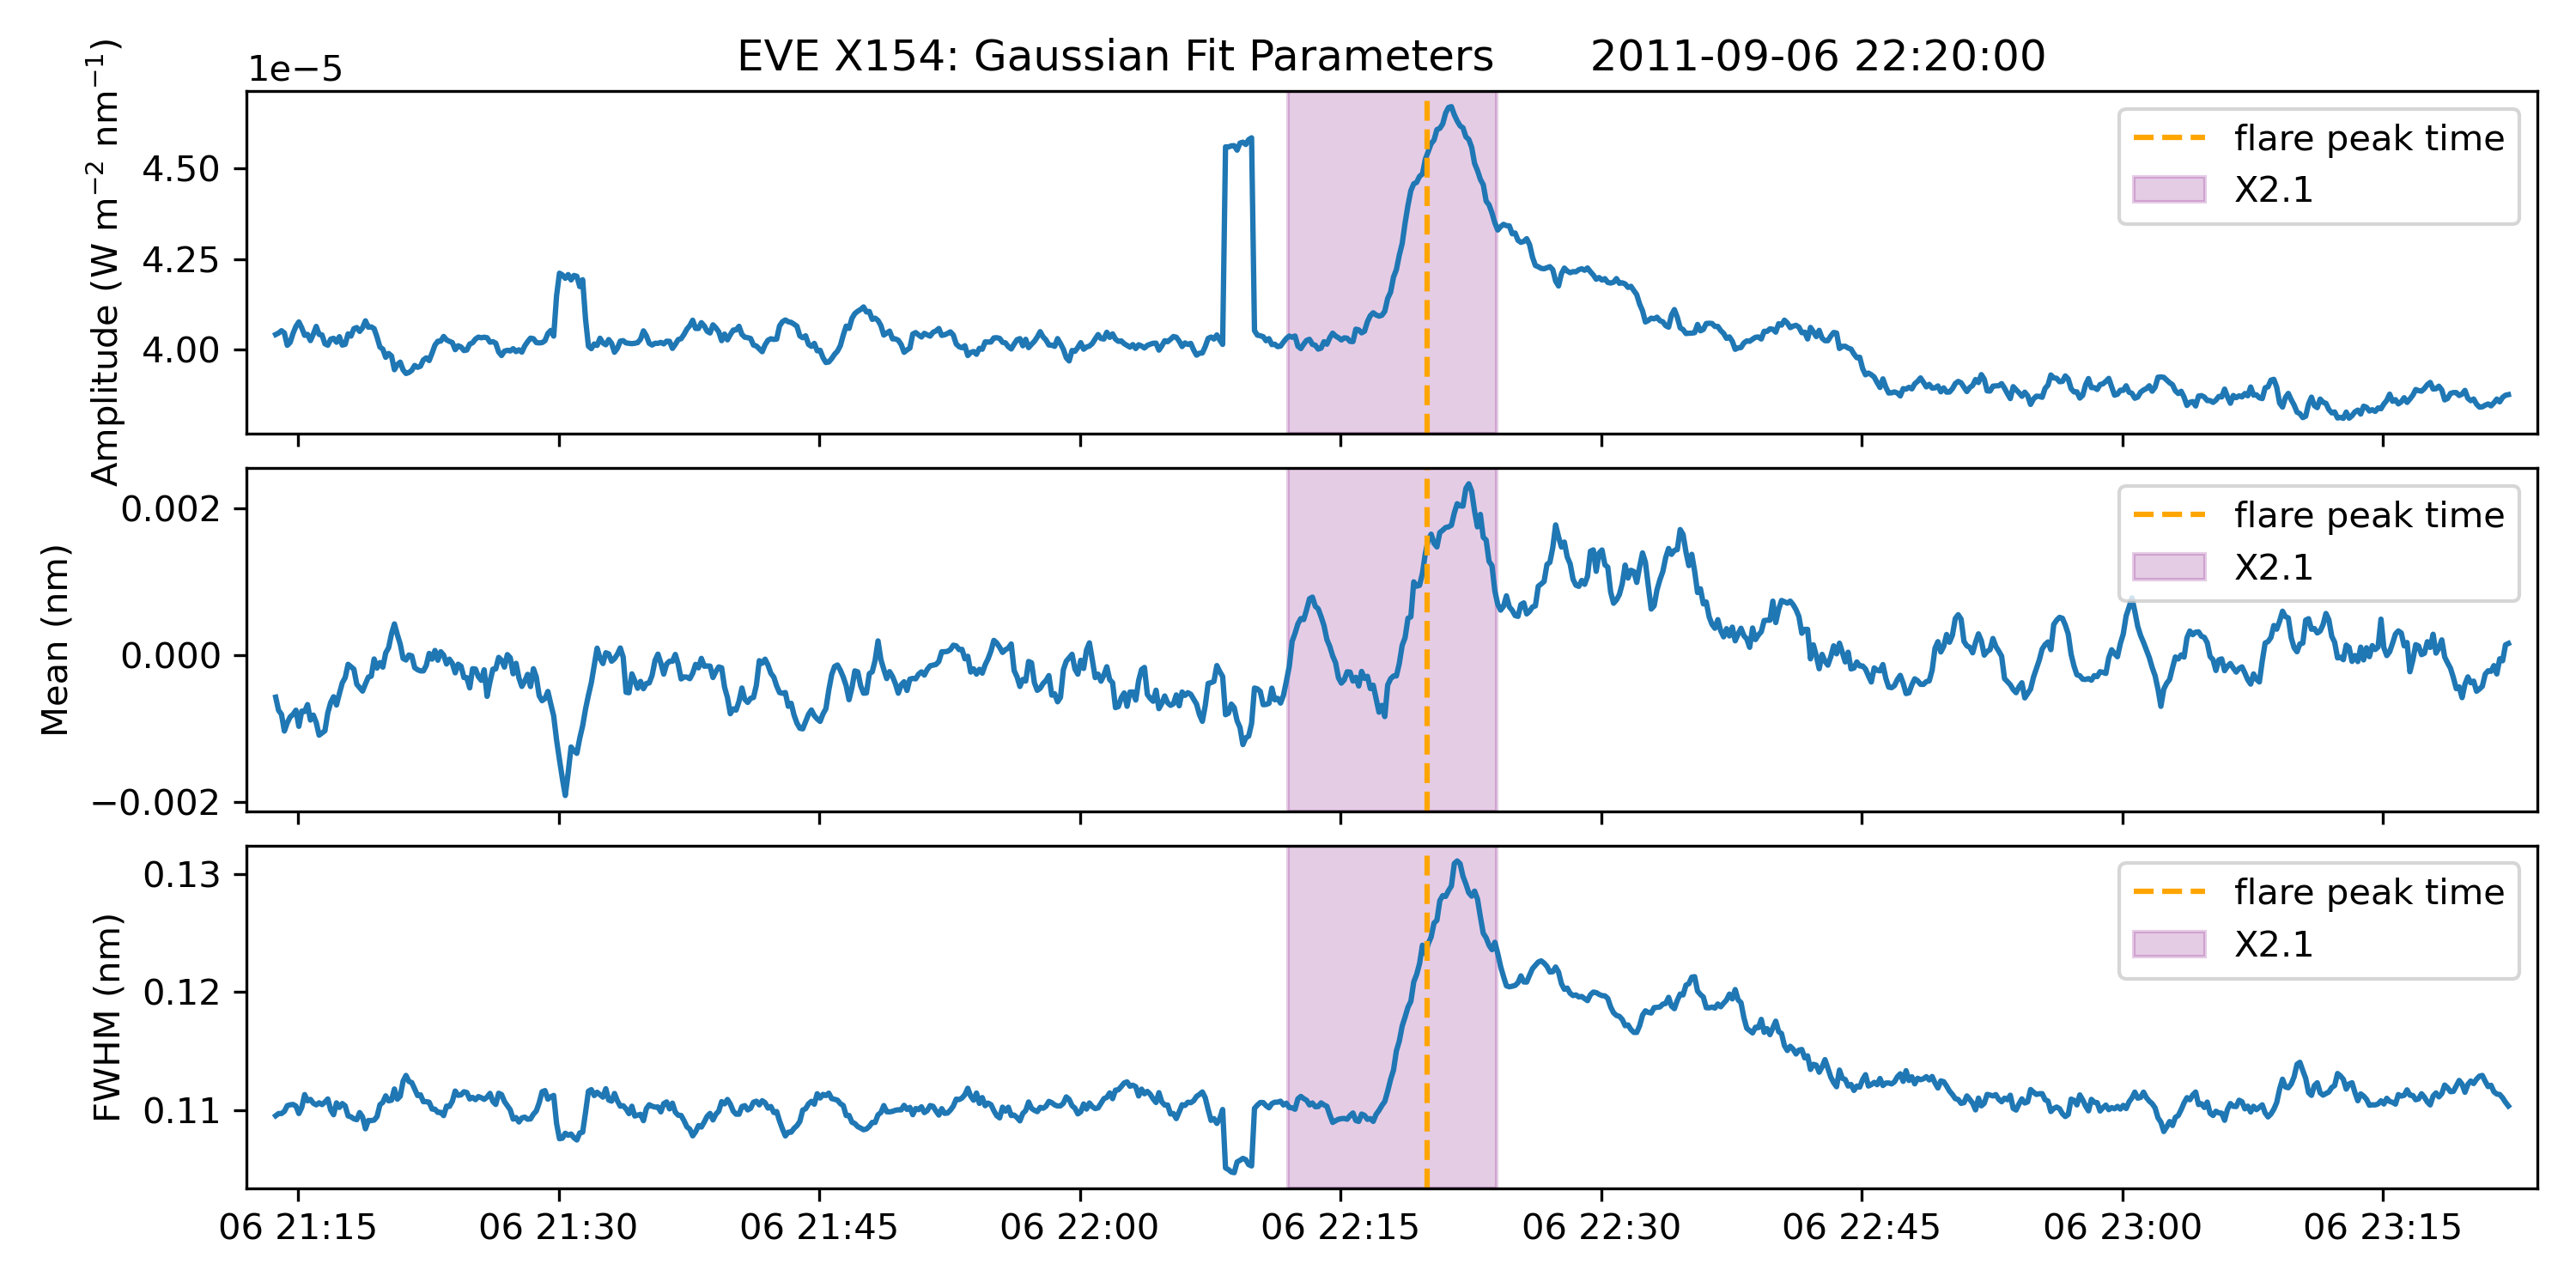 EVE X154: Gaussian Fit Parameters 2011-09-06 22:20:00
1e−5
Amplitude (W m⁻² nm⁻¹)
4.50
4.25
4.00
flare peak time
X2.1
Mean (nm)
0.002
0.000
−0.002
flare peak time
X2.1
FWHM (nm)
0.13
0.12
0.11
flare peak time
X2.1
06 21:15 06 21:30 06 21:45 06 22:00 06 22:15 06 22:30 06 22:45 06 23:00 06 23:15